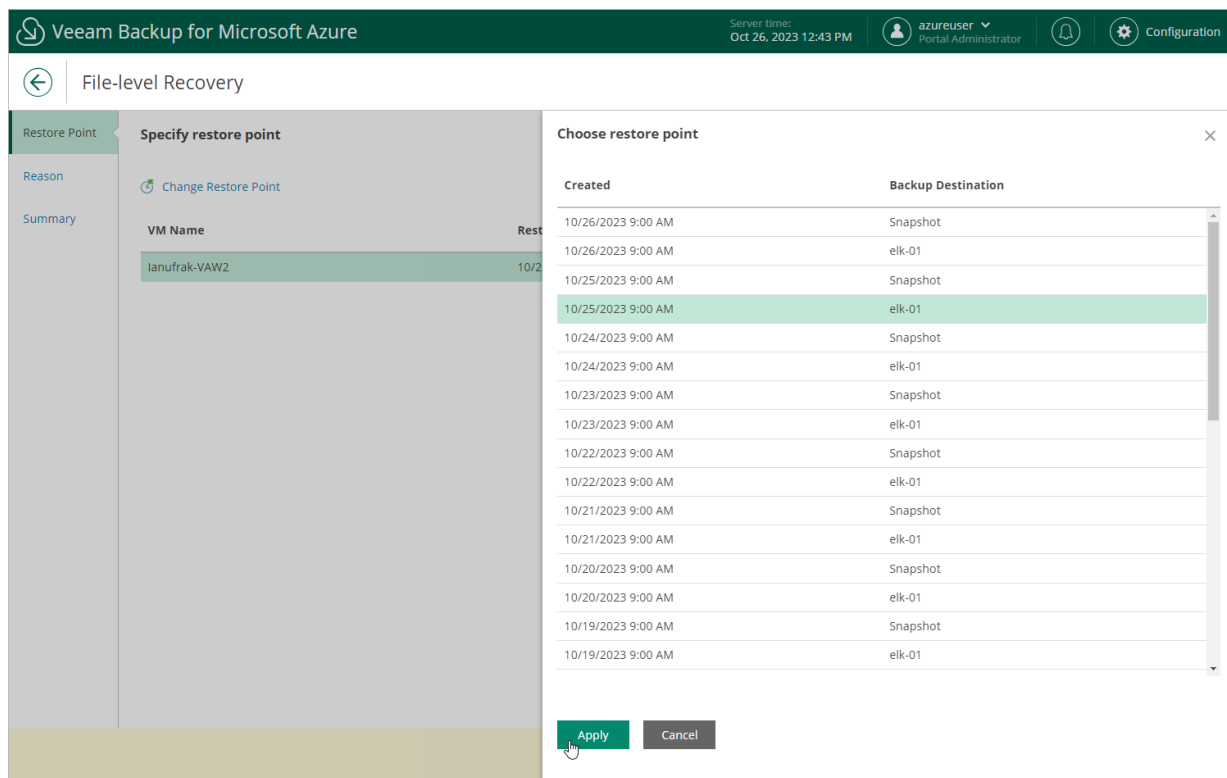 Veeam Backup for Microsoft Azure
Server time:
Oct 26, 2023 12:43 PM
azureuser
Portal Administrator
Configuration
File-level Recovery
Restore Point
Reason
Summary
Specify restore point
Change Restore Point
VM Name Rest
lanufrak-VAW2 10/2
Choose restore point
Created Backup Destination
10/26/2023 9:00 AM Snapshot
10/26/2023 9:00 AM elk-01
10/25/2023 9:00 AM Snapshot
10/25/2023 9:00 AM elk-01
10/24/2023 9:00 AM Snapshot
10/24/2023 9:00 AM elk-01
10/23/2023 9:00 AM Snapshot
10/23/2023 9:00 AM elk-01
10/22/2023 9:00 AM Snapshot
10/22/2023 9:00 AM elk-01
10/21/2023 9:00 AM Snapshot
10/21/2023 9:00 AM elk-01
10/20/2023 9:00 AM Snapshot
10/20/2023 9:00 AM elk-01
10/19/2023 9:00 AM Snapshot
10/19/2023 9:00 AM elk-01
Apply Cancel